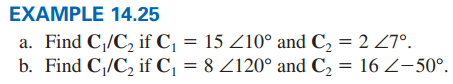 EXAMPLE 14.25
a. Find C₁/C₂ if C₁ = 15 ∠10° and C₂ = 2 ∠7°.
b. Find C₁/C₂ if C₁ = 8 ∠120° and C₂ = 16 ∠−50°.